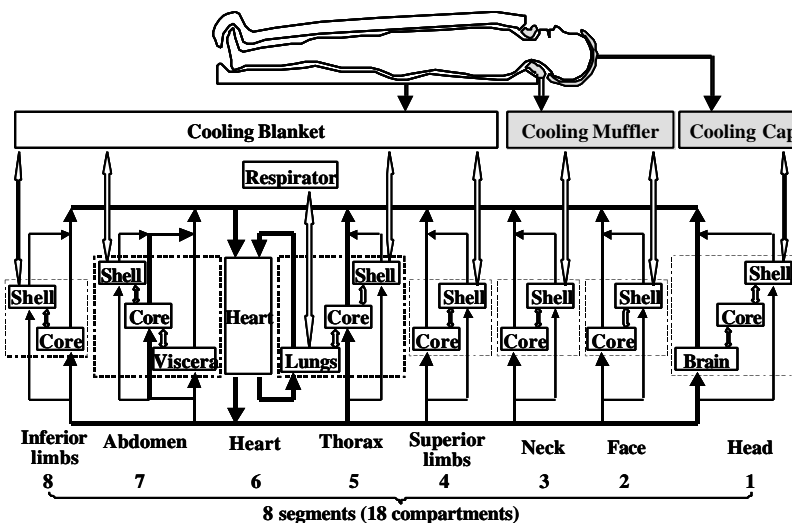 Cooling Blanket
Cooling Muffler
Cooling Cap
Respirator
Shell
Core
Shell
Core
Viscera
Heart
Shell
Core
Lungs
Shell
Core
Shell
Core
Shell
Core
Shell
Core
Brain
Inferior
limbs
Abdomen
Heart
Thorax
Superior
limbs
Neck
Face
Head
8
7
6
5
4
3
2
1
8 segments (18 compartments)